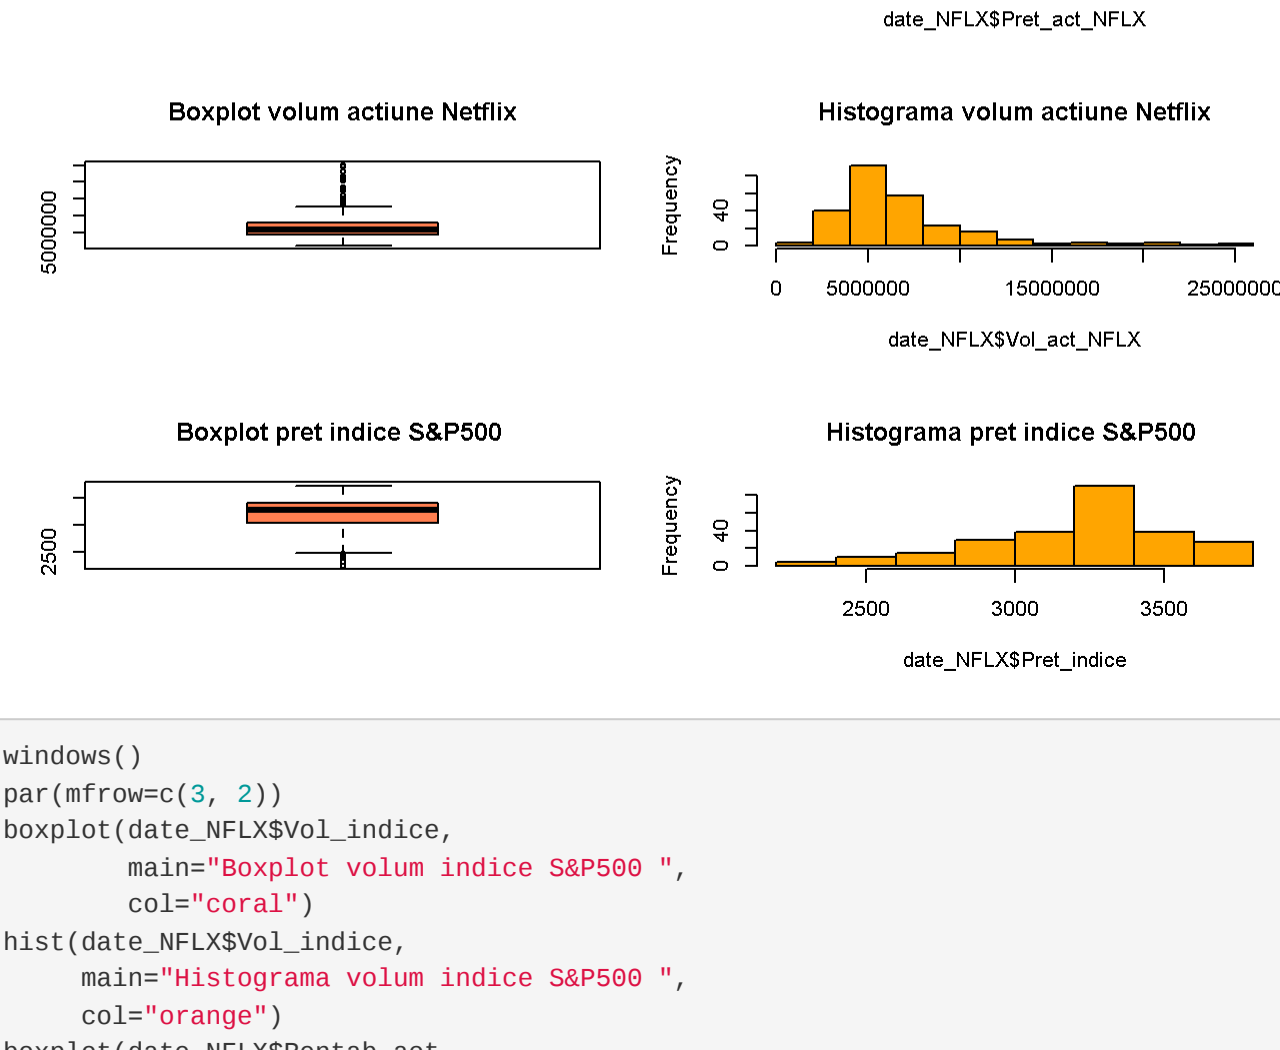 date_NFLX$Pret_act_NFLX
Boxplot volum actiune Netflix
5000000
Histograma volum actiune Netflix
Frequency
0 40
0 5000000 15000000 25000000
date_NFLX$Vol_act_NFLX
Boxplot pret indice S&P500
2500
Histograma pret indice S&P500
Frequency
0 40
2500 3000 3500
date_NFLX$Pret_indice
windows()
par(mfrow=c(3, 2))
boxplot(date_NFLX$Vol_indice,
        main="Boxplot volum indice S&P500 ",
        col="coral")
hist(date_NFLX$Vol_indice,
     main="Histograma volum indice S&P500 ",
     col="orange")
boxplot(date_NFLX$Rentab_act,